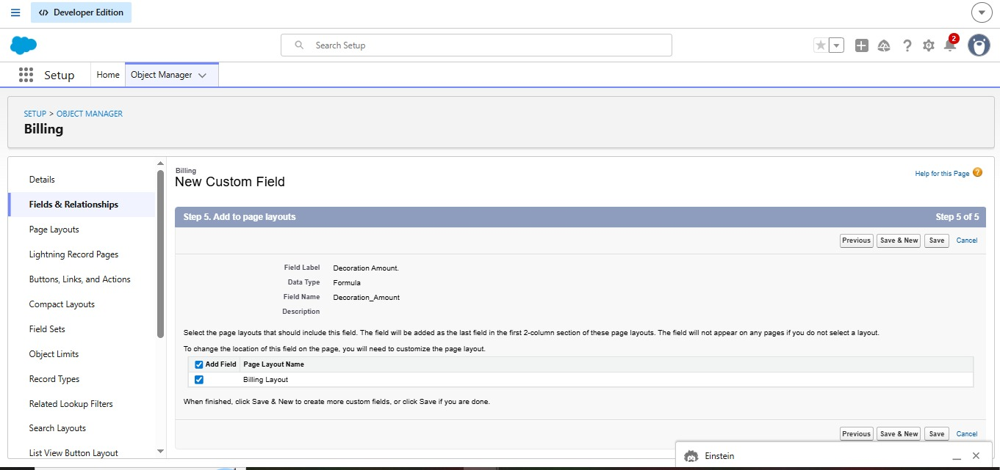 </> Developer Edition
Search Setup
2
Setup Home Object Manager
SETUP > OBJECT MANAGER
Billing
Details
Fields & Relationships
Page Layouts
Lightning Record Pages
Buttons, Links, and Actions
Compact Layouts
Field Sets
Object Limits
Record Types
Related Lookup Filters
Search Layouts
List View Button Layout
Billing
New Custom Field
Help for this Page ?
Step 5. Add to page layouts Step 5 of 5
Previous Save & New Save Cancel
Field Label Decoration Amount.
Data Type Formula
Field Name Decoration_Amount
Description
Select the page layouts that should include this field. The field will be added as the last field in the first 2-column section of these page layouts. The field will not appear on any pages if you do not select a layout.
To change the location of this field on the page, you will need to customize the page layout.
Add Field Page Layout Name
Billing Layout
When finished, click Save & New to create more custom fields, or click Save if you are done.
Previous Save & New Save Cancel
Einstein